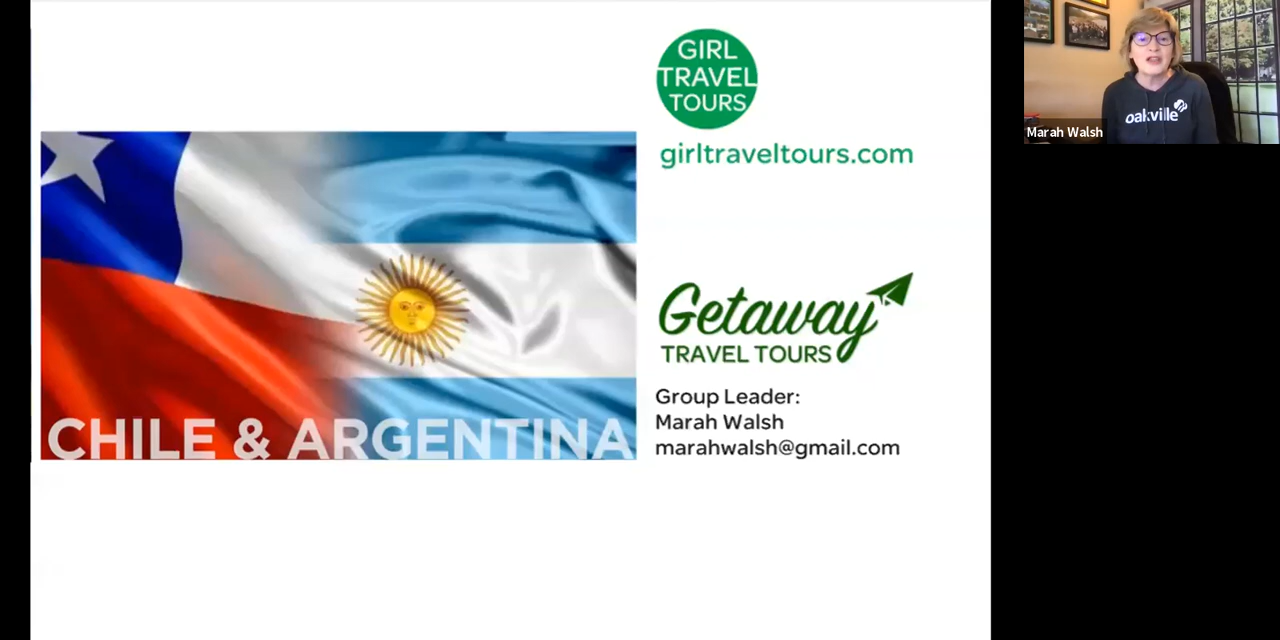 GIRL
TRAVEL
TOURS
girltraveltours.com
CHILE & ARGENTINA
Getaway
TRAVEL TOURS
Group Leader:
Marah Walsh
marahwalsh@gmail.com
oakville
Marah Walsh